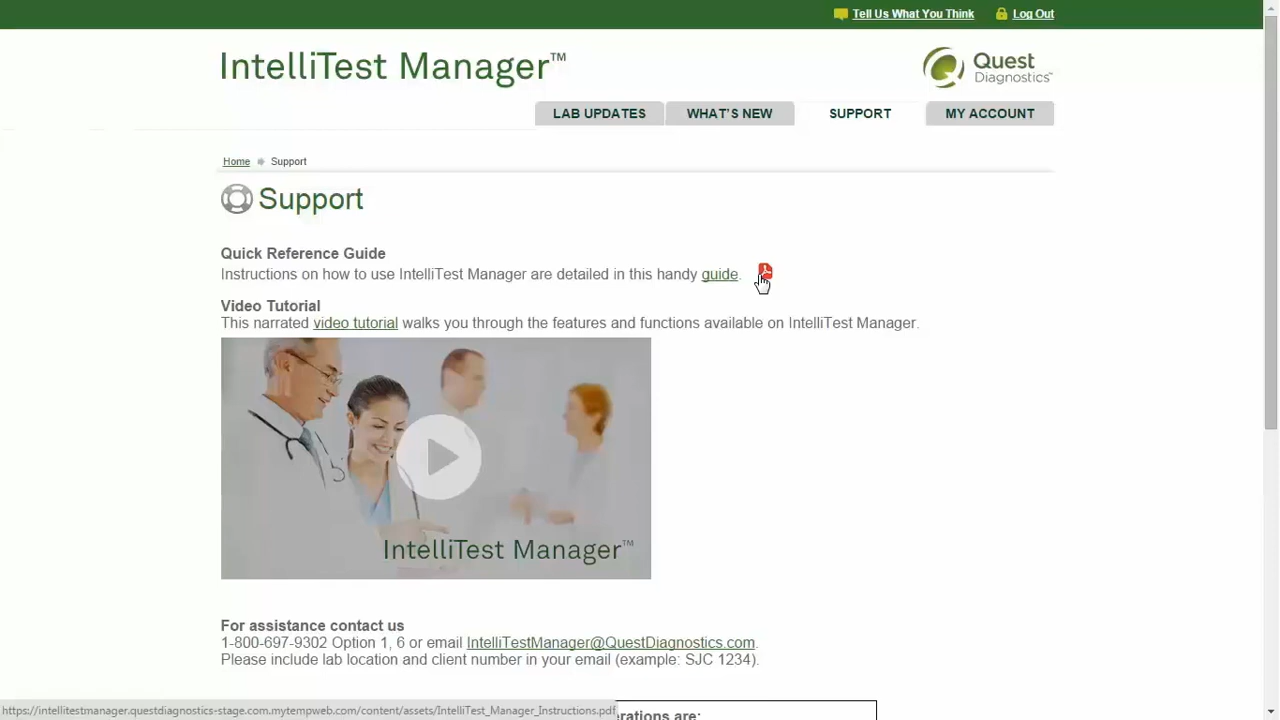 Tell Us What You Think
Log Out
IntelliTest Manager™
Quest
Diagnostics™
LAB UPDATES
WHAT'S NEW
SUPPORT
MY ACCOUNT
Home
Support
Support
Quick Reference Guide
Instructions on how to use IntelliTest Manager are detailed in this handy guide.
Video Tutorial
This narrated video tutorial walks you through the features and functions available on IntelliTest Manager.
IntelliTest Manager™
For assistance contact us
1-800-697-9302 Option 1, 6 or email IntelliTestManager@QuestDiagnostics.com.
Please include lab location and client number in your email (example: SJC 1234).
https://intellitestmanager.questdiagnostics-stage.com.mytempweb.com/content/assets/IntelliTest_Manager_Instructions.pdf
erations are: